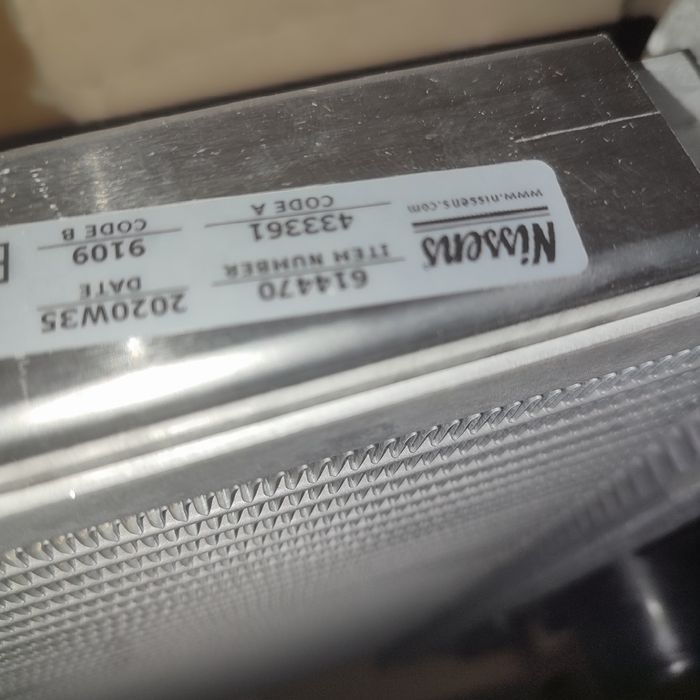 Nissens
www.nissens.com
614470
ITEM NUMBER
433361
CODE A
2020W35
DATE
9109
CODE B